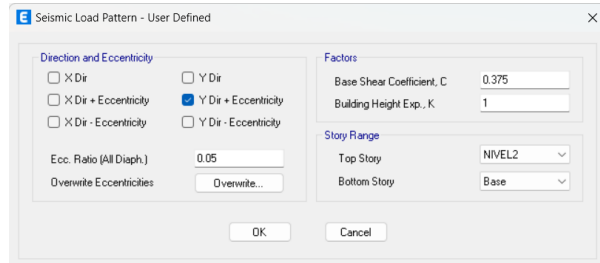 E Seismic Load Pattern - User Defined
Direction and Eccentricity
X Dir
Y Dir
X Dir + Eccentricity
Y Dir + Eccentricity
X Dir - Eccentricity
Y Dir - Eccentricity
Ecc. Ratio (All Diaph.)
0.05
Overwrite Eccentricities
Overwrite...
Factors
Base Shear Coefficient, C
0.375
Building Height Exp., K
1
Story Range
Top Story
NIVEL2
Bottom Story
Base
OK
Cancel